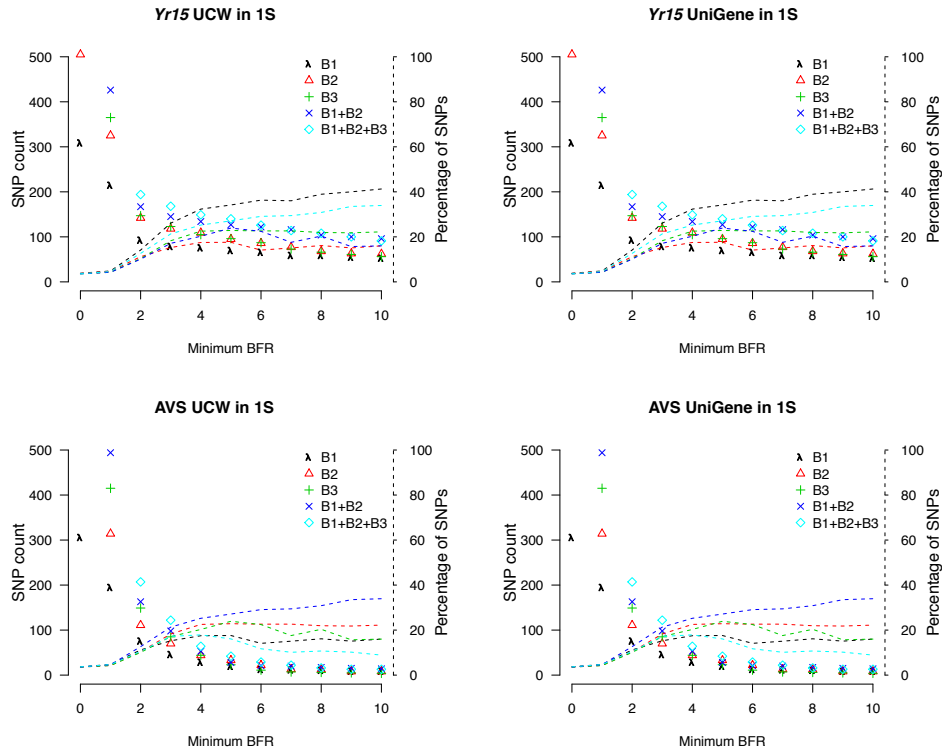 Yr15 UCW in 1S
500
400
300
200
100
0
SNP count
0 2 4 6 8 10
Minimum BFR
100
80
60
40
20
0
Percentage of SNPs
λ B1
B2
B3
B1+B2
B1+B2+B3
Yr15 UniGene in 1S
500
400
300
200
100
0
SNP count
0 2 4 6 8 10
Minimum BFR
100
80
60
40
20
0
Percentage of SNPs
λ B1
B2
B3
B1+B2
B1+B2+B3
AVS UCW in 1S
500
400
300
200
100
0
SNP count
0 2 4 6 8 10
Minimum BFR
100
80
60
40
20
0
Percentage of SNPs
λ B1
B2
B3
B1+B2
B1+B2+B3
AVS UniGene in 1S
500
400
300
200
100
0
SNP count
0 2 4 6 8 10
Minimum BFR
100
80
60
40
20
0
Percentage of SNPs
λ B1
B2
B3
B1+B2
B1+B2+B3